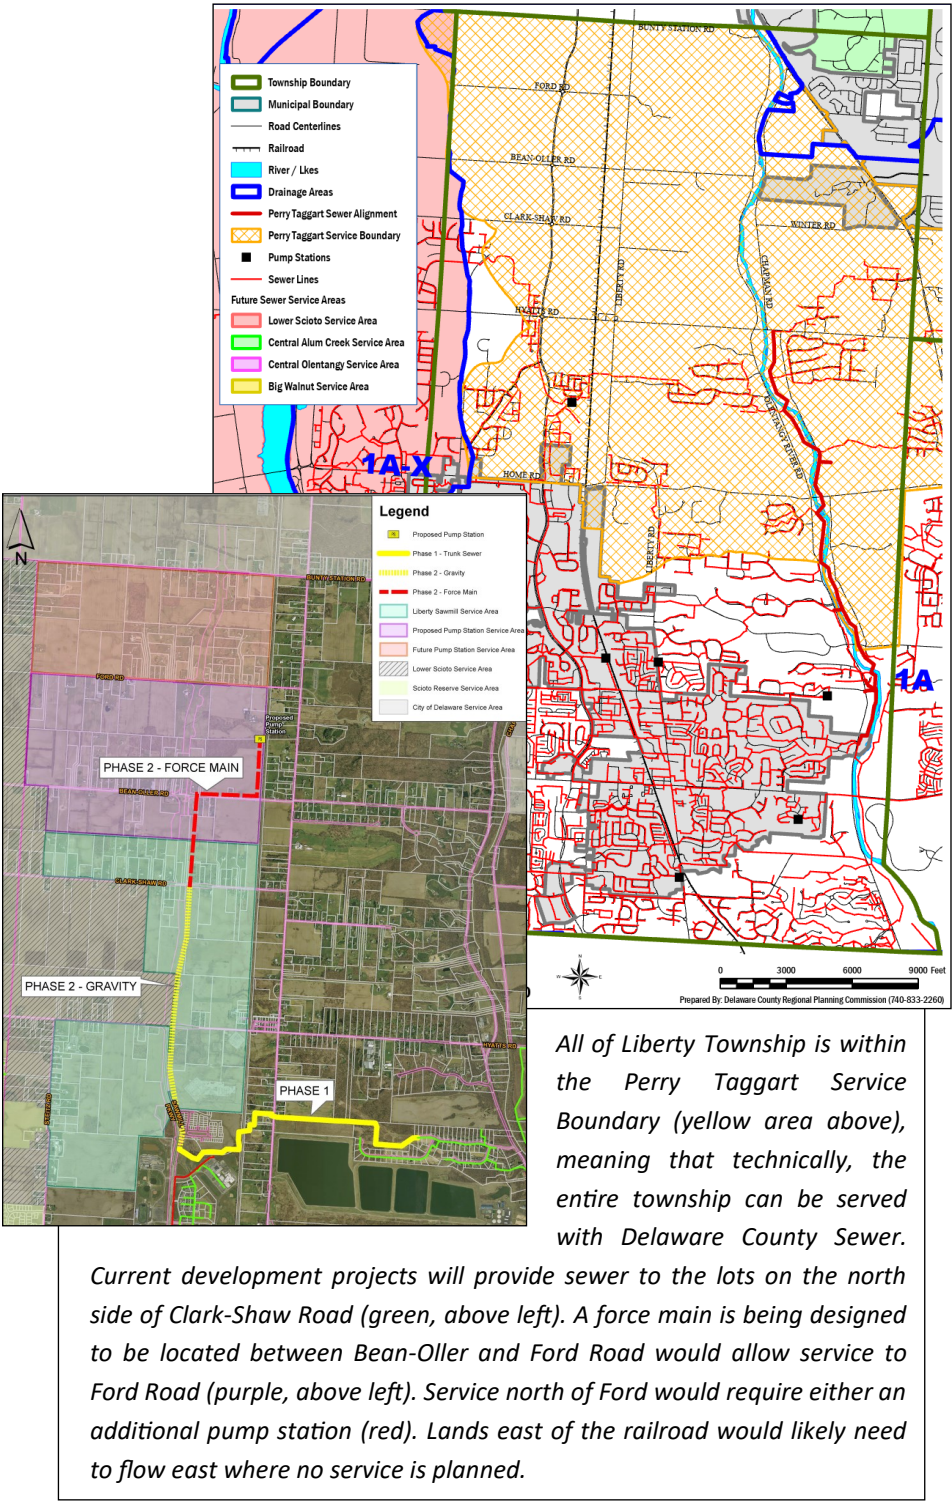 BUNTY STATION RD
Township Boundary
Municipal Boundary
Road Centerlines
Railroad
River / Lkes
Drainage Areas
Perry Taggart Sewer Alignment
Perry Taggart Service Boundary
Pump Stations
Sewer Lines
Future Sewer Service Areas
Lower Scioto Service Area
Central Alum Creek Service Area
Central Olentangy Service Area
Big Walnut Service Area
FORD RD
BEAN-OLLER RD
CLARK-SHAW RD
WINTER RD
LIBERTY RD
CHAPMAN RD
HYATTS RD
OLENTANGY RIVER RD
1A-X
HOME RD
LIBERTY RD
1A
0 3000 6000 9000 Feet
Prepared By: Delaware County Regional Planning Commission (740-833-2260)
N
Legend
Proposed Pump Station
Phase 1 - Trunk Sewer
Phase 2 - Gravity
Phase 2 - Force Main
Liberty Sawmill Service Area
Proposed Pump Station Service Area
Future Pump Station Service Area
Lower Scioto Service Area
Scioto Reserve Service Area
City of Delaware Service Area
BUNTY STATION RD
FORD RD
Proposed
Pump
Station
PHASE 2 - FORCE MAIN
BEAN-OLLER RD
CLARK-SHAW RD
PHASE 2 - GRAVITY
HYATTS RD
PHASE 1
STEITZ RD
All of Liberty Township is within
the Perry Taggart Service
Boundary (yellow area above),
meaning that technically, the
entire township can be served
with Delaware County Sewer.
Current development projects will provide sewer to the lots on the north
side of Clark-Shaw Road (green, above left). A force main is being designed
to be located between Bean-Oller and Ford Road would allow service to
Ford Road (purple, above left). Service north of Ford would require either an
additional pump station (red). Lands east of the railroad would likely need
to flow east where no service is planned.